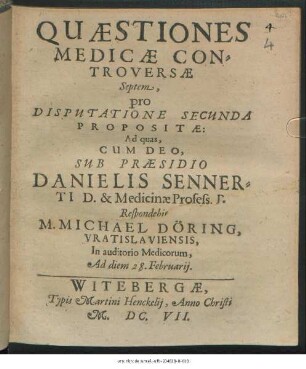 QUÆSTIONES
MEDICÆ CON-
TROVERSÆ
Septem,
pro
DISPUTATIONE SECUNDA
PROPOSITÆ:
Ad quas,
CUM DEO,
SUB PRÆSIDIO
DANIELIS SENNER-
TI D. & Medicinæ Profess. P.
Respondebit
M. MICHAEL DÖRING,
VRATISLAVIENSIS,
In auditorio Medicorum,
Ad diem 28. Februarij.
WITEBERGÆ,
Typis Martini Henckelij, Anno Christi
M. DC. VII.
4
4